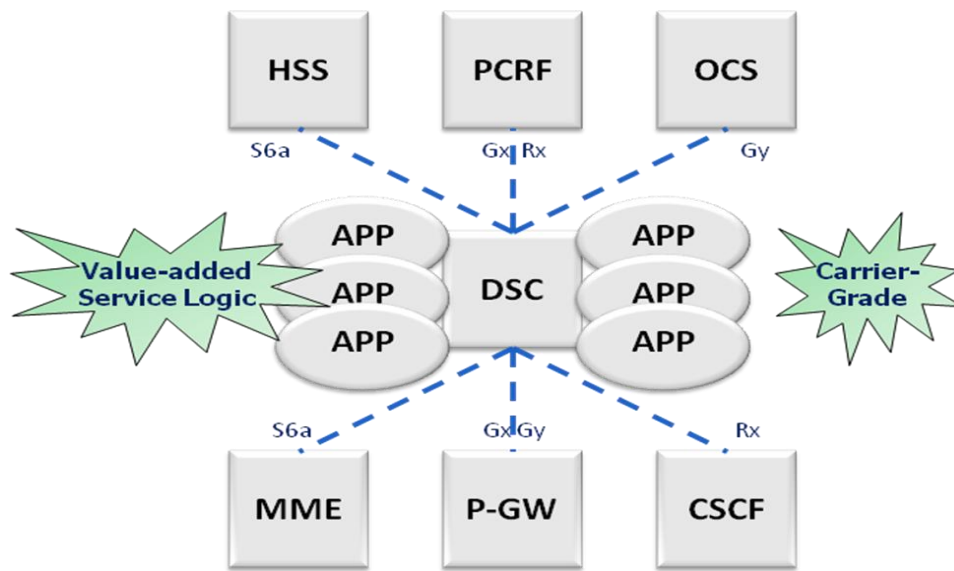 HSS
PCRF
OCS
S6a
Gx Rx
Gy
APP
APP
Value-added
Service Logic
APP
DSC
APP
Carrier-
Grade
APP
APP
S6a
Gx Gy
Rx
MME
P-GW
CSCF